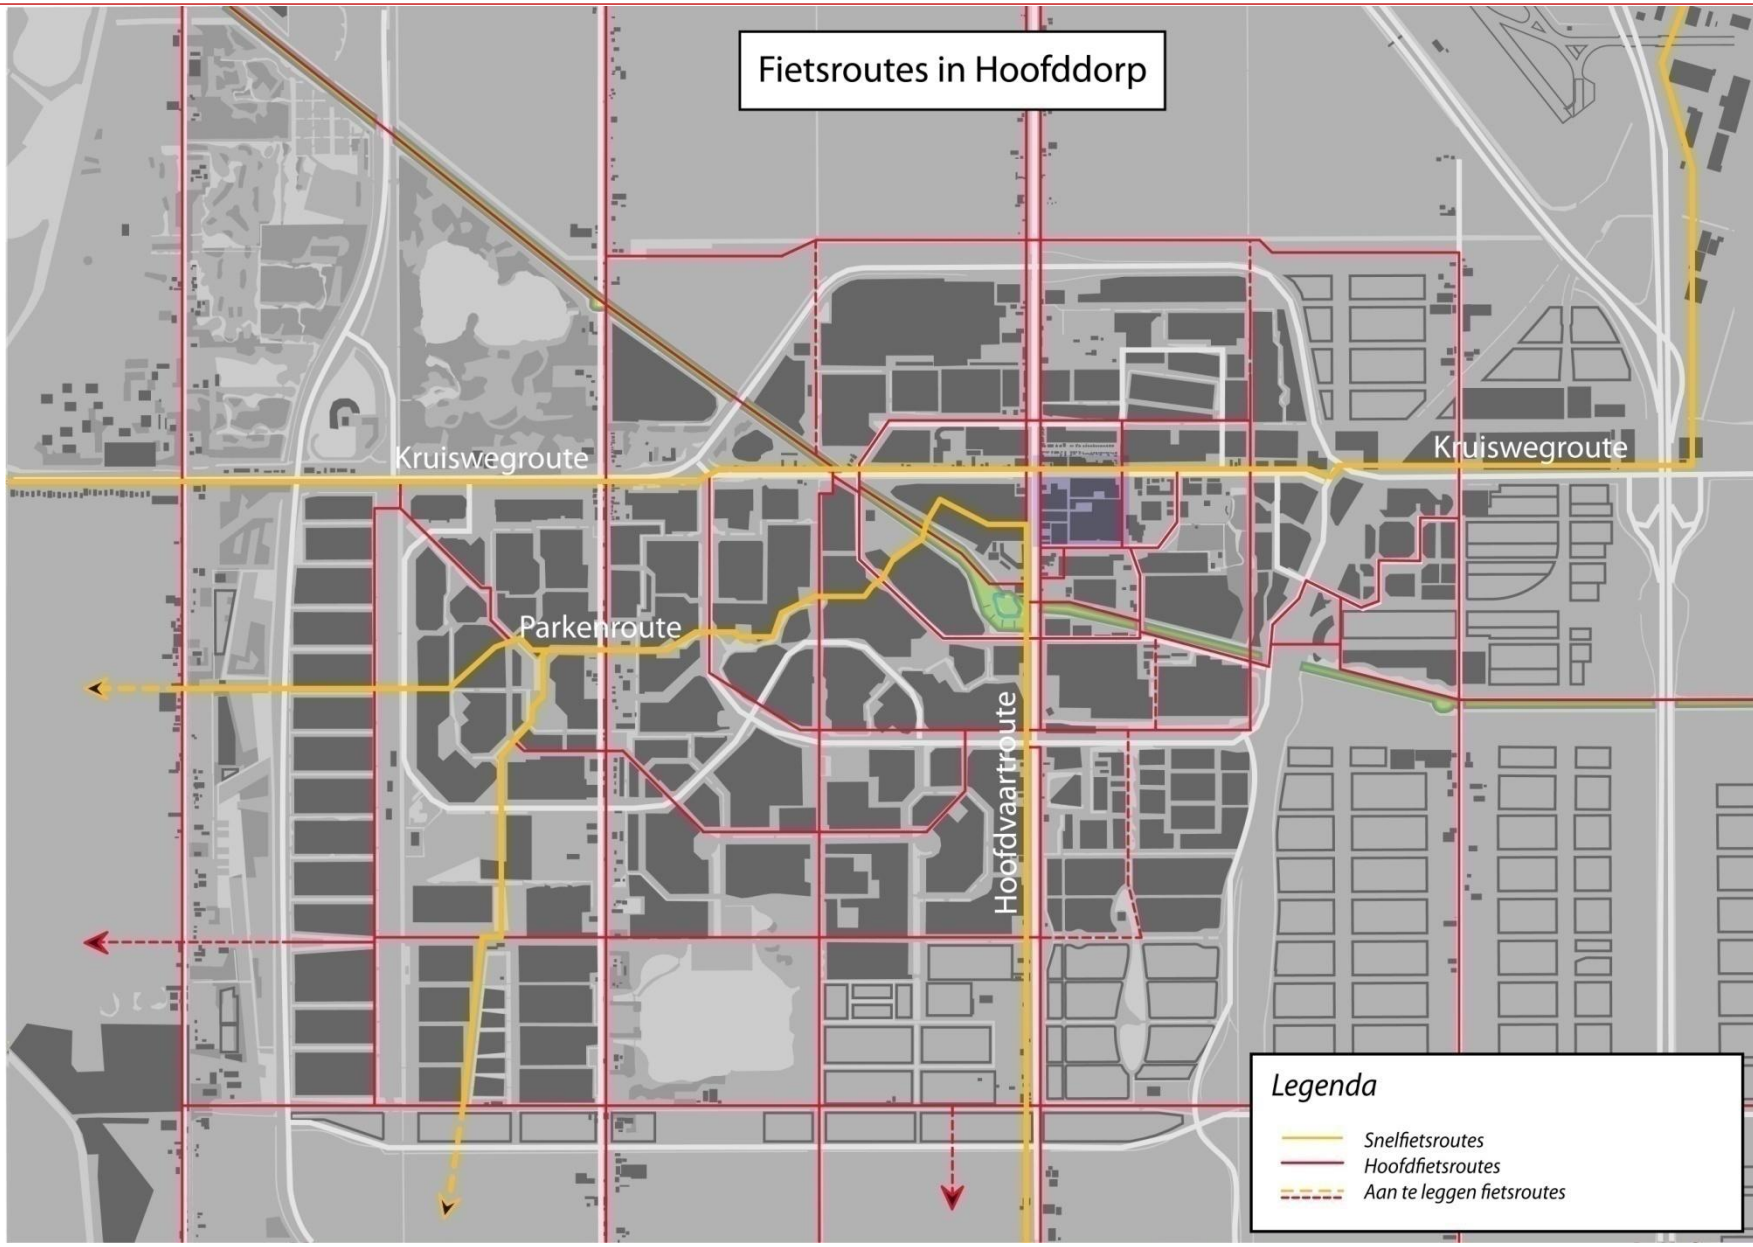 Fietsroutes in Hoofddorp
Kruiswegroute
Kruiswegroute
Parkenroute
Hoofdvaartroute
Legenda
Snelfietsroutes
Hoofdfietsroutes
Aan te leggen fietsroutes